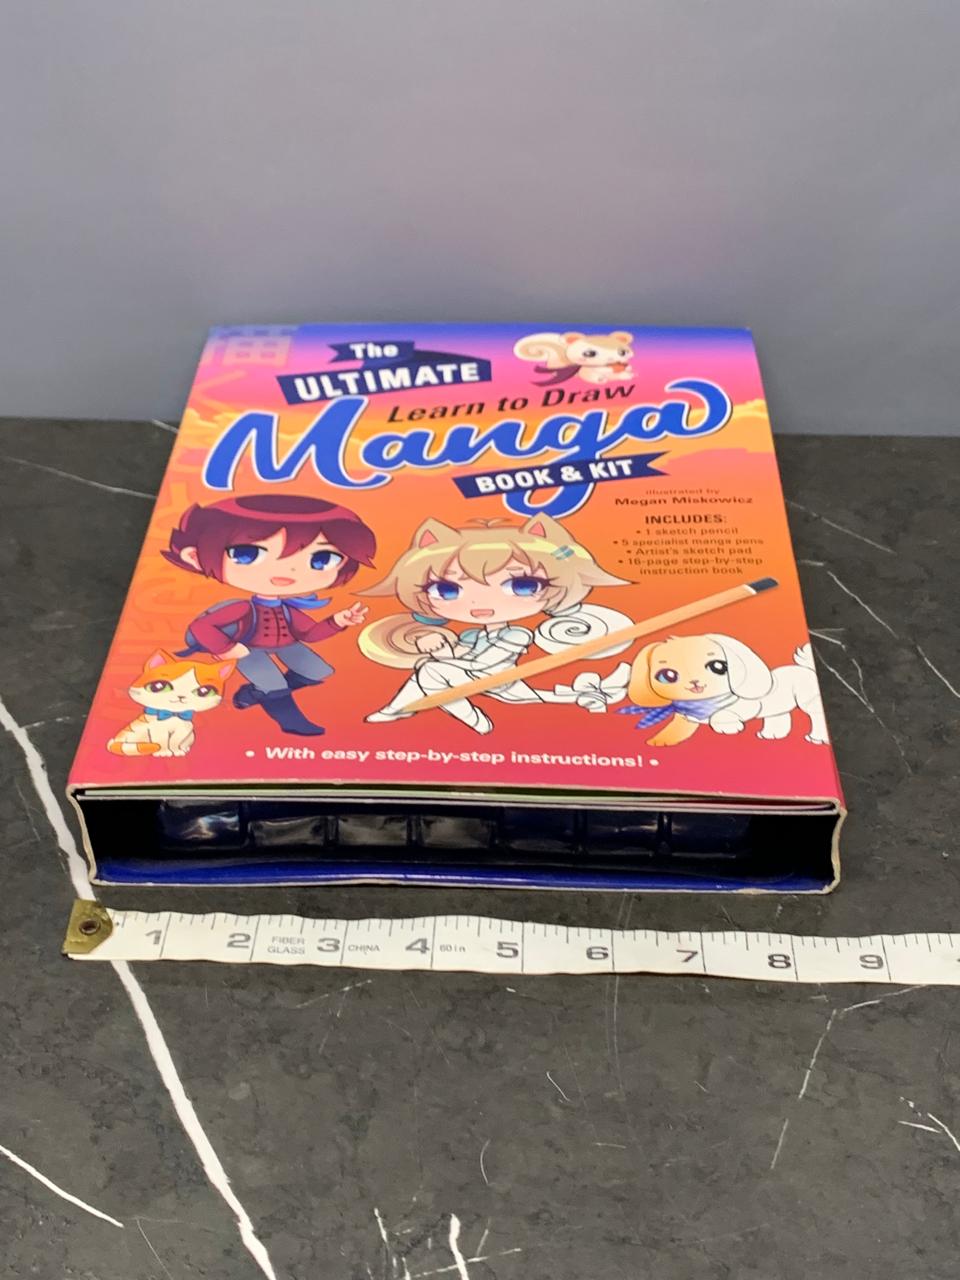 The
ULTIMATE
Learn to Draw
Manga
BOOK & KIT
illustrated by
Megan Miskowicz
INCLUDES:
• 1 sketch pencil
• 5 specialist manga pens
• Artist's sketch pad
• 16-page step-by-step
instruction book
• With easy step-by-step instructions! •
1 2 FIBER GLASS 3 CHINA 4 60in 5 6 7 8 9